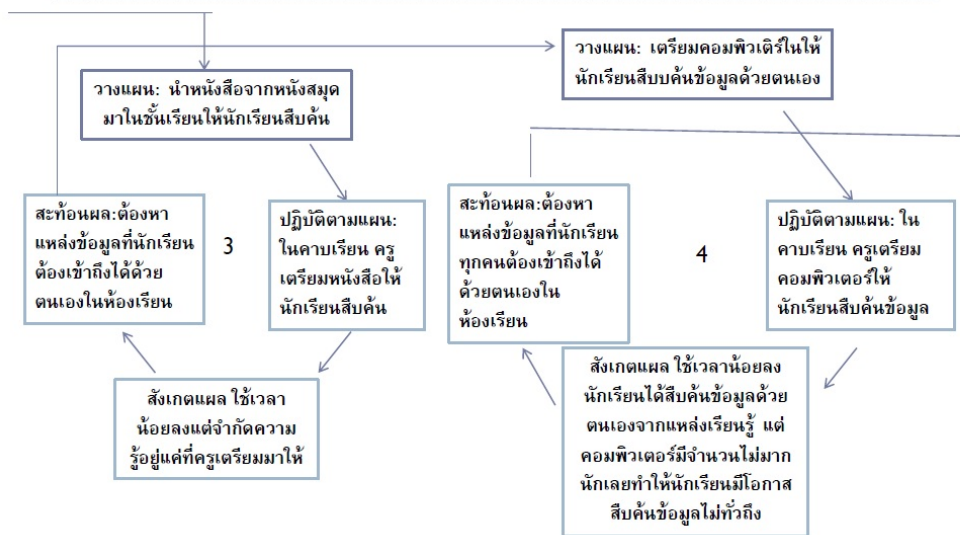 วางแผน: นำหนังสือจากหนังสมุด
มาในชั้นเรียนให้นักเรียนสืบค้น
สะท้อนผล:ต้องหา
แหล่งข้อมูลที่นักเรียน
ต้องเข้าถึงได้ด้วย
ตนเองในห้องเรียน
3
ปฏิบัติตามแผน:
ในคาบเรียน ครู
เตรียมหนังสือให้
นักเรียนสืบค้น
สังเกตแผล ใช้เวลา
น้อยลงแต่จำกัดความ
รู้อยู่แค่ที่ครูเตรียมมาให้
วางแผน: เตรียมคอมพิวเติร์ในให้
นักเรียนสืบบค้นข้อมูลด้วยตนเอง
สะท้อนผล:ต้องหา
แหล่งข้อมูลที่นักเรียน
ทุกคนต้องเข้าถึงได้
ด้วยตนเองใน
ห้องเรียน
4
ปฏิบัติตามแผน: ใน
คาบเรียน ครูเตรียม
คอมพิวเตอร์ให้
นักเรียนสืบค้นข้อมูล
สังเกตแผล ใช้เวลาน้อยลง
นักเรียนได้สืบค้นข้อมูลด้วย
ตนเองจากแหล่งเรียนรู้ แต่
คอมพิวเตอร์มีจำนวนไม่มาก
นักเลยทำให้นักเรียนมีโอกาส
สืบค้นข้อมูลไม่ทั่วถึง